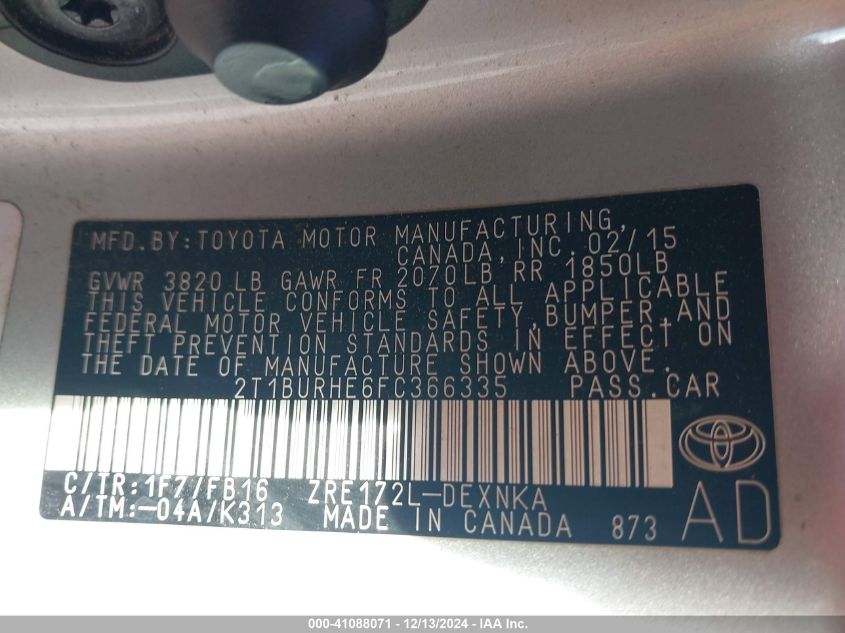 MFD.BY:TOYOTA MOTOR MANUFACTURING,
CANADA,INC. 02/15
GVWR 3820 LB GAWR FR 2070LB RR 1850LB
THIS VEHICLE CONFORMS TO ALL APPLICABLE
FEDERAL MOTOR VEHICLE SAFETY,BUMPER,AND
THEFT PREVENTION STANDARDS IN EFFECT ON
THE DATE OF MANUFACTURE SHOWN ABOVE.
2T1BURHE6FC366335 PASS.CAR
C/TR:1F7/FB16 ZRE172L-DEXNKA
A/TM:-04A/K313 MADE IN CANADA 873 AD
000-41088071 - 12/13/2024 - IAA Inc.